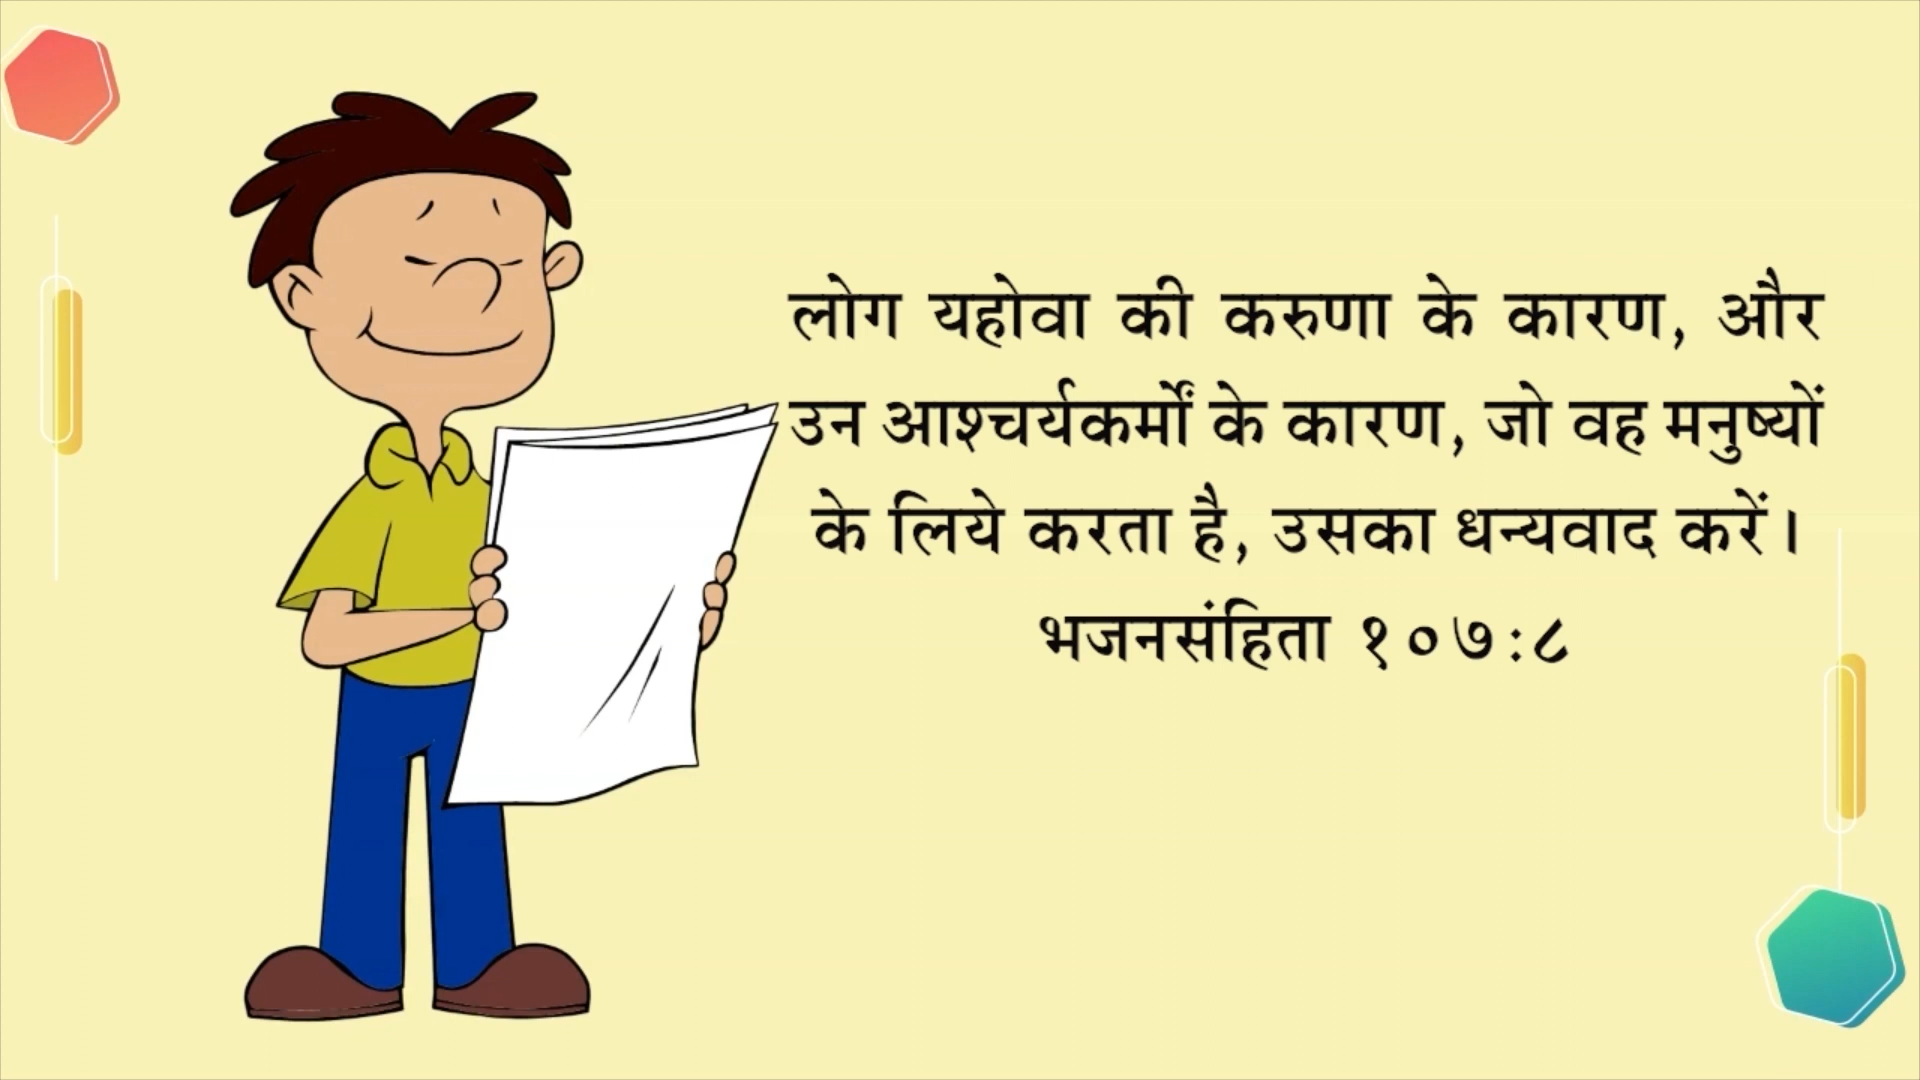 लोग यहोवा की करुणा के कारण, और
उन आश्चर्यकर्मों के कारण, जो वह मनुष्यों
के लिये करता है, उसका धन्यवाद करें।
भजनसंहिता १०७:८